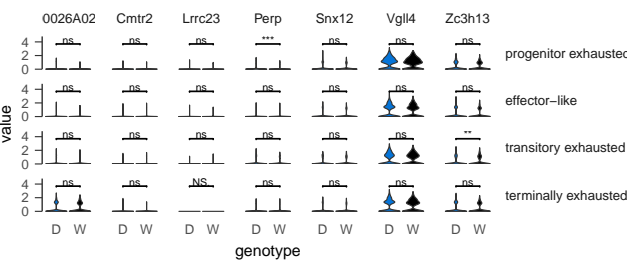 0026A02 Cmtr2 Lrrc23 Perp Snx12 Vgll4 Zc3h13
4 ns ns ns *** ns ns ns progenitor exhausted
2
0
4 ns ns ns ns ns ns ns effector−like
2
0
4 ns ns ns ns ns ns ** transitory exhausted
2
0
4 ns ns NS. ns ns ns ns terminally exhausted
2
0
value
D W D W D W D W D W D W D W
genotype